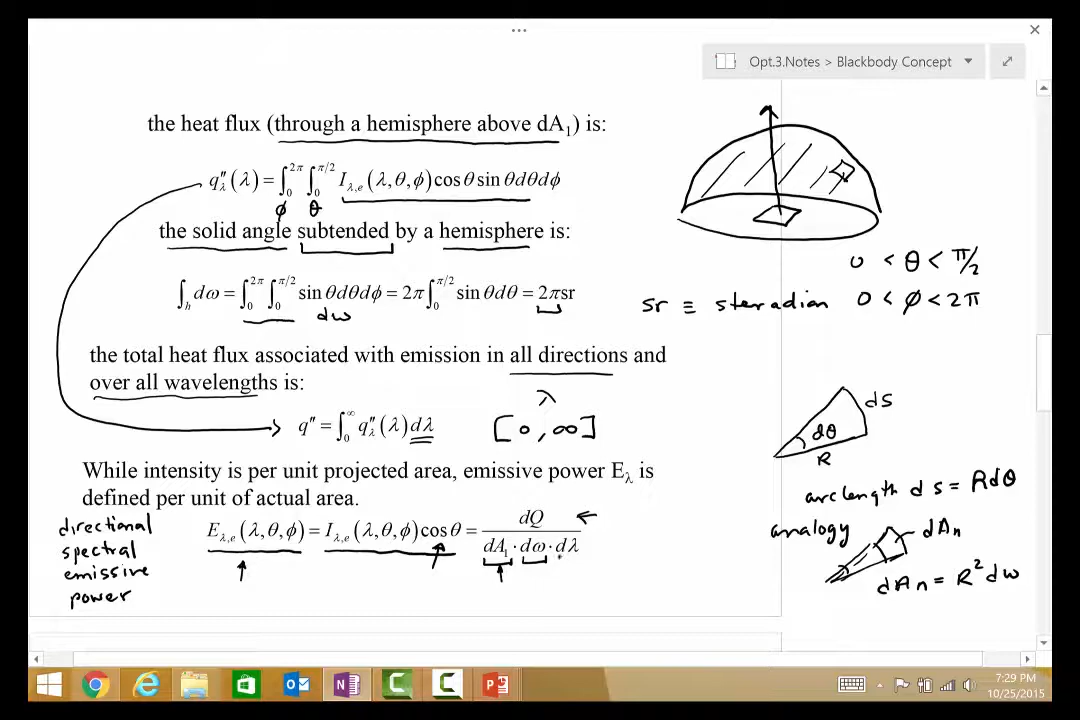 Opt.3.Notes > Blackbody Concept
the heat flux (through a hemisphere above dA₁) is:
q″_λ(λ) = ∫₀^{2π} ∫₀^{π/2} I_{λ,e}(λ,θ,ϕ) cos θ sin θ dθ dϕ
ϕ θ
the solid angle subtended by a hemisphere is:
0 < θ < π/2
∫_h dω = ∫₀^{2π} ∫₀^{π/2} sin θ dθ dϕ = 2π ∫₀^{π/2} sin θ dθ = 2π sr
dω
sr ≡ steradian 0 < ϕ < 2π
the total heat flux associated with emission in all directions and
over all wavelengths is:
λ
q″ = ∫₀^∞ q″_λ(λ) dλ [0, ∞]
dS
dθ
R
While intensity is per unit projected area, emissive power E_λ is
defined per unit of actual area.
arc length dS = Rdθ
directional
spectral
emissive
power
E_{λ,e}(λ,θ,ϕ) = I_{λ,e}(λ,θ,ϕ) cos θ = dQ / (dA₁ · dω · dλ)
analogy
dAn
dAn = R² dω
7:29 PM
10/25/2015